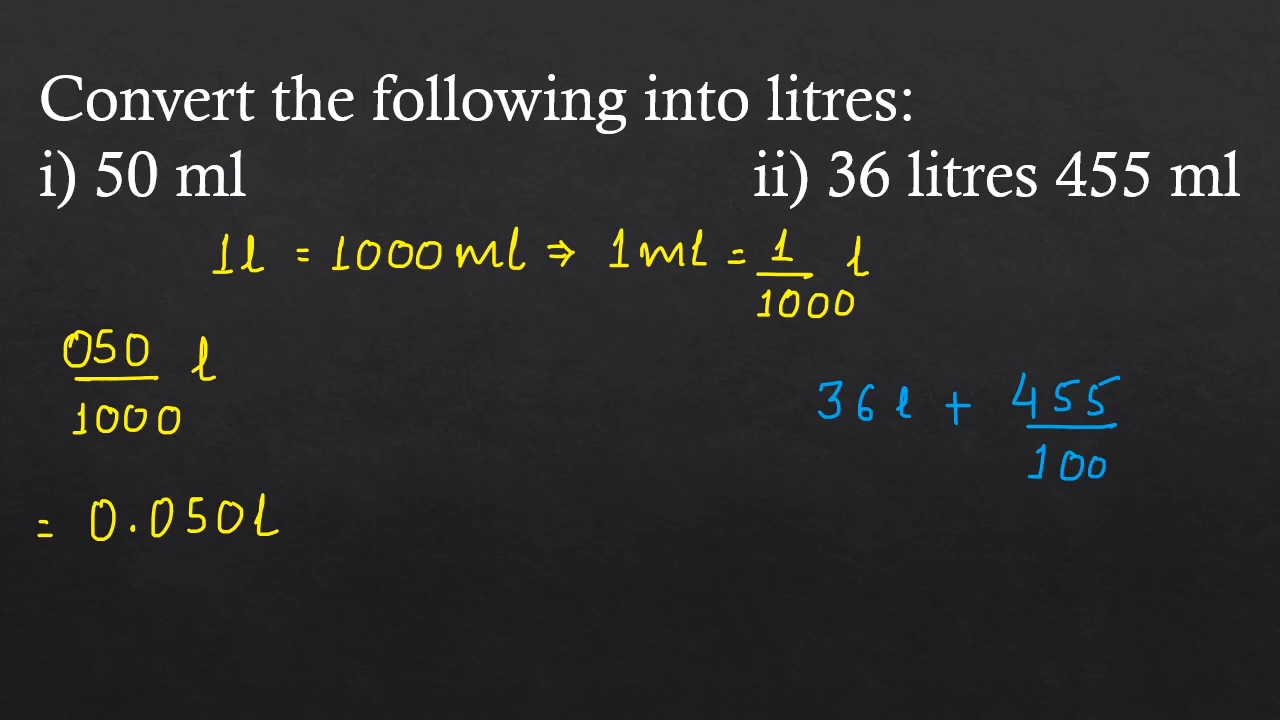 Convert the following into litres:
i) 50 ml ii) 36 litres 455 ml
1l = 1000ml ⇒ 1ml = 1/1000 l
050/1000 l
36l + 455/100
= 0.050l